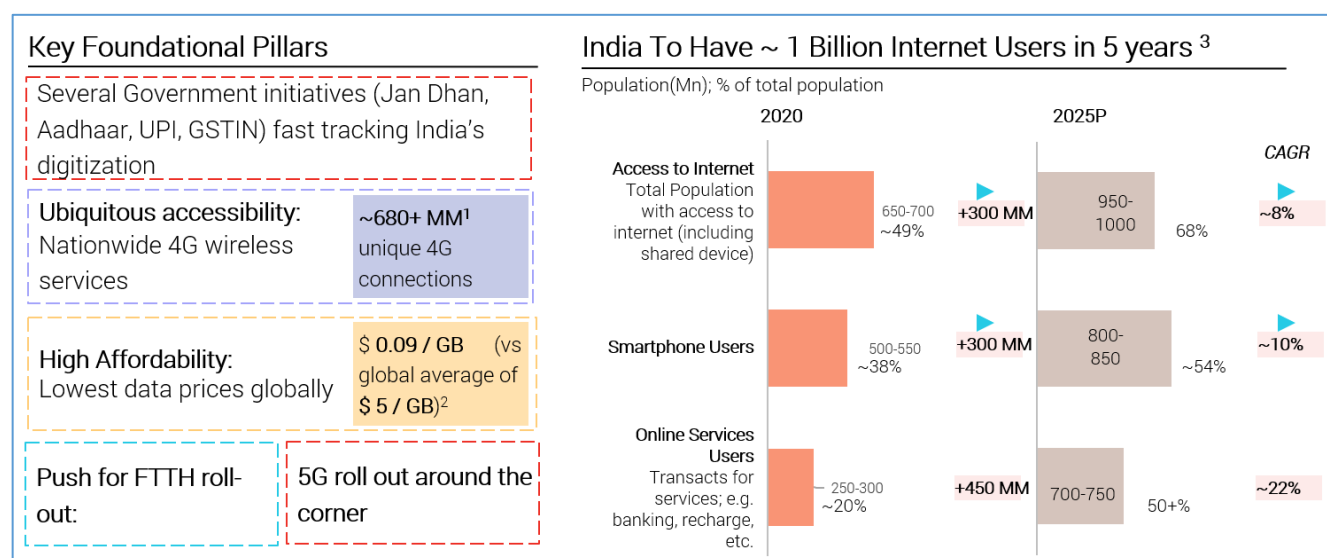 Key Foundational Pillars
Several Government initiatives (Jan Dhan,
Aadhaar, UPI, GSTIN) fast tracking India's
digitization
Ubiquitous accessibility:
Nationwide 4G wireless
services
~680+ MM¹
unique 4G
connections
High Affordability:
Lowest data prices globally
$ 0.09 / GB (vs
global average of
$ 5 / GB)²
Push for FTTH roll-
out:
5G roll out around the
corner
India To Have ~ 1 Billion Internet Users in 5 years ³
Population(Mn); % of total population
2020
2025P
CAGR
Access to Internet
Total Population
with access to
internet (including
shared device)
650-700
~49%
+300 MM
950-
1000
68%
~8%
Smartphone Users
500-550
~38%
+300 MM
800-
850
~54%
~10%
Online Services
Users
Transacts for
services; e.g.
banking, recharge,
etc.
250-300
~20%
+450 MM
700-750
50+%
~22%